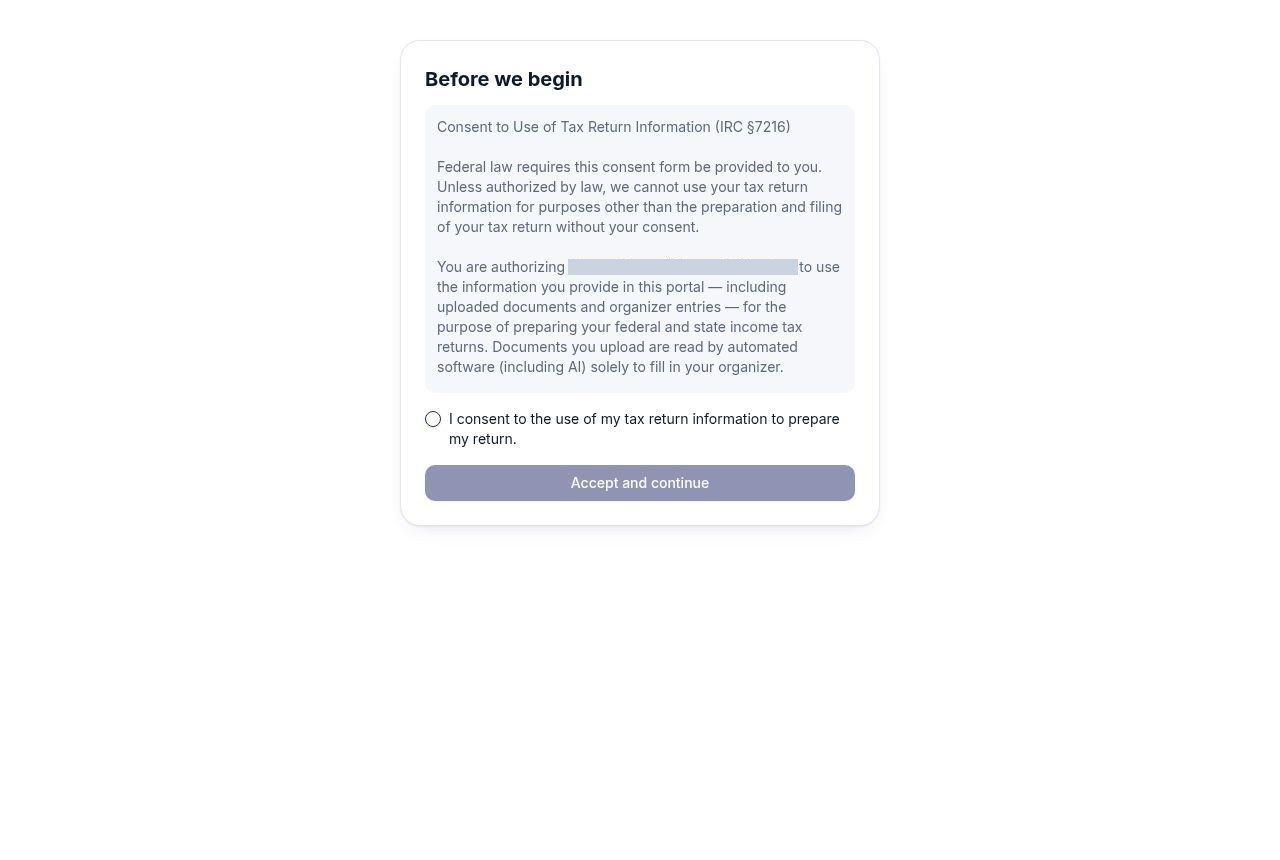 Before we begin
Consent to Use of Tax Return Information (IRC §7216)
Federal law requires this consent form be provided to you.
Unless authorized by law, we cannot use your tax return
information for purposes other than the preparation and filing
of your tax return without your consent.
You are authorizing to use
the information you provide in this portal — including
uploaded documents and organizer entries — for the
purpose of preparing your federal and state income tax
returns. Documents you upload are read by automated
software (including AI) solely to fill in your organizer.
I consent to the use of my tax return information to prepare
my return.
Accept and continue